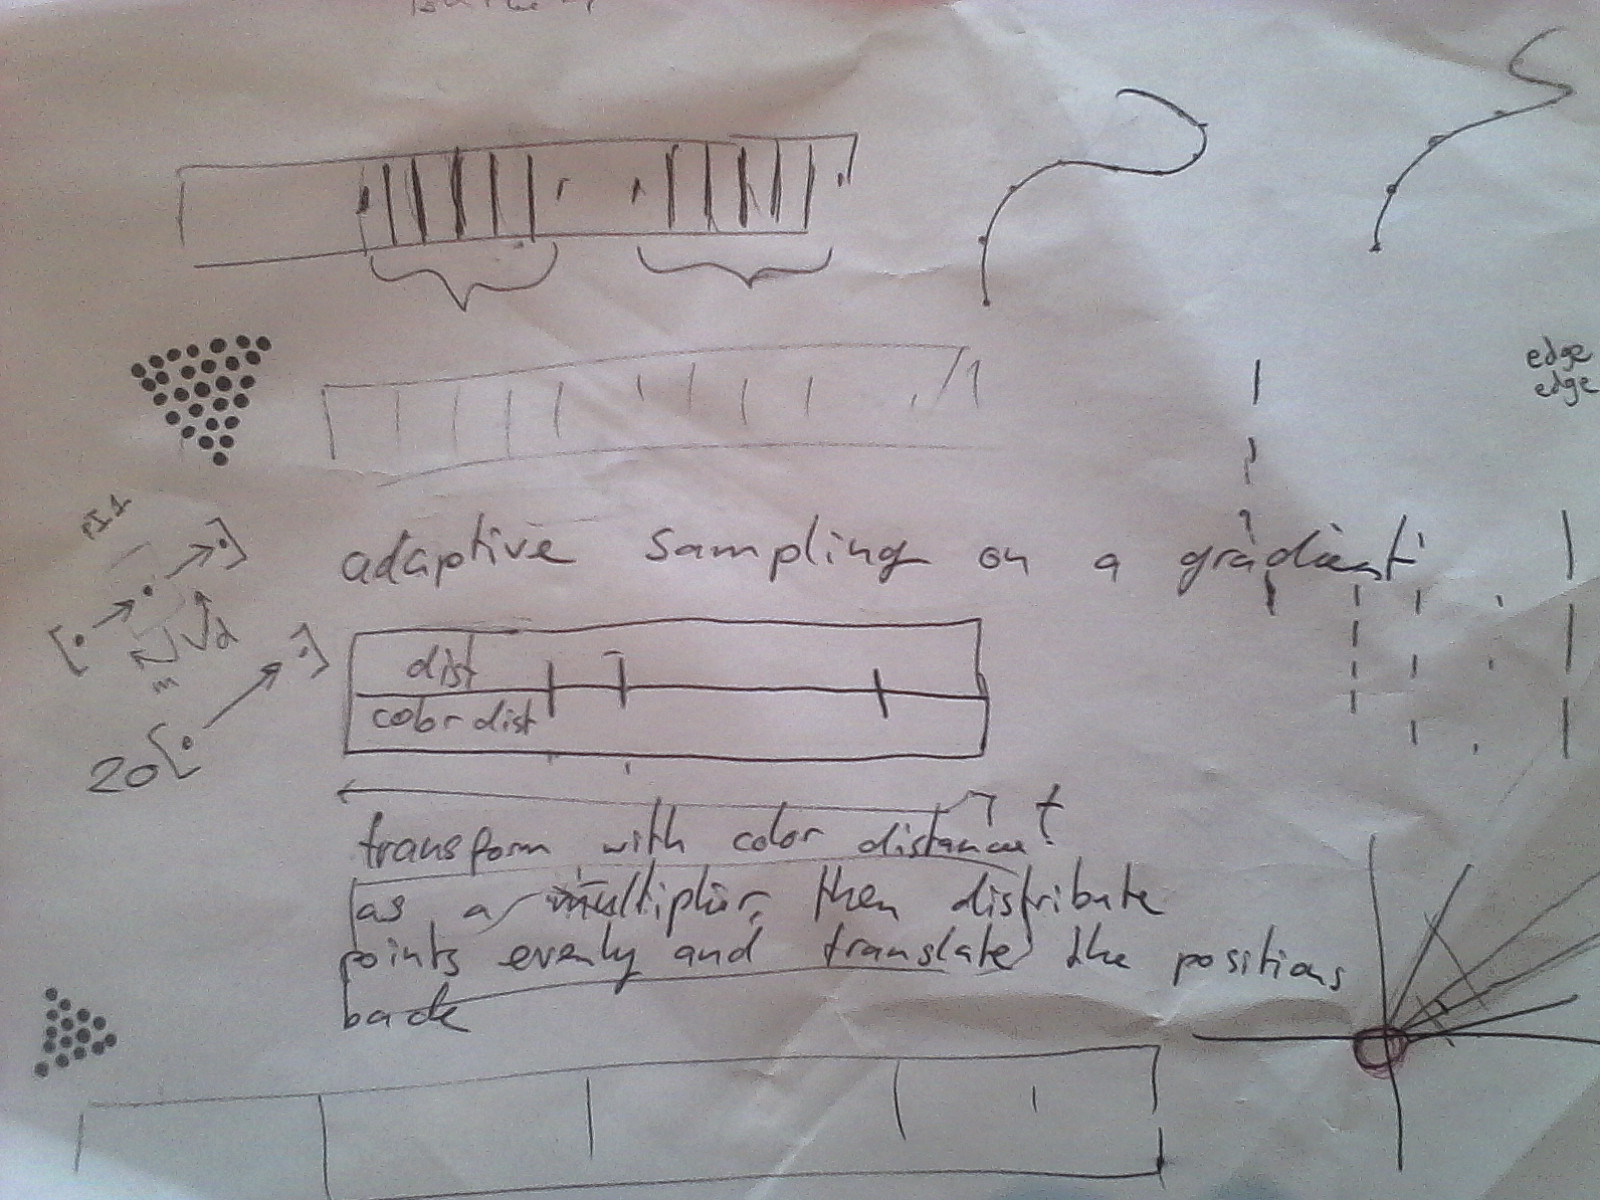 edge
edge
adaptive sampling on a gradient
dist
color dist
20
t
transform with color distance
as a multiplier, then distribute
points evenly and translate the positions
back